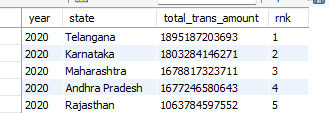 year state total_trans_amount rnk
2020 Telangana 1895187203693 1
2020 Karnataka 1803284146271 2
2020 Maharashtra 1678817323711 3
2020 Andhra Pradesh 1677246580643 4
2020 Rajasthan 1063784597552 5